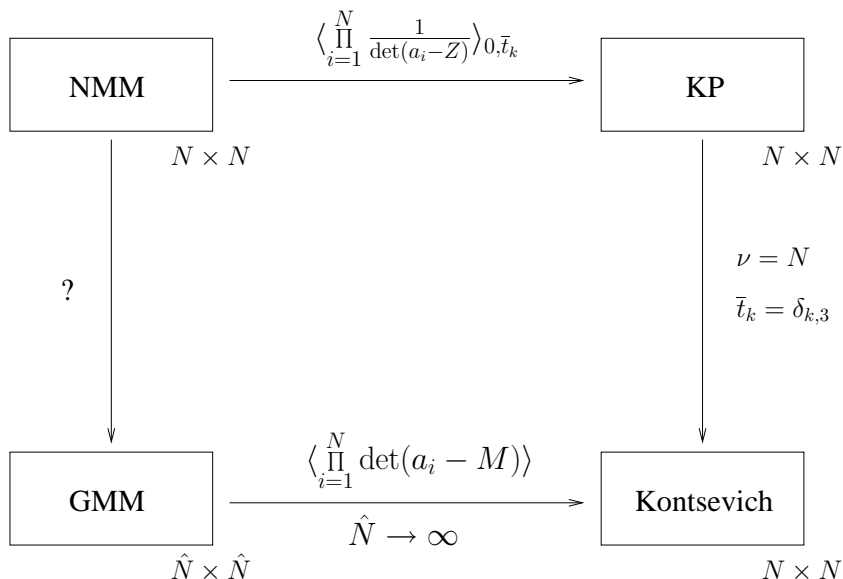 ⟨∏_{i=1}^{N} 1/det(a_i−Z)⟩_{0,t̅_k}
NMM
KP
N × N
N × N
?
ν = N
t̅_k = δ_{k,3}
⟨∏_{i=1}^{N} det(a_i − M)⟩
GMM
Kontsevich
N̂ → ∞
N̂ × N̂
N × N